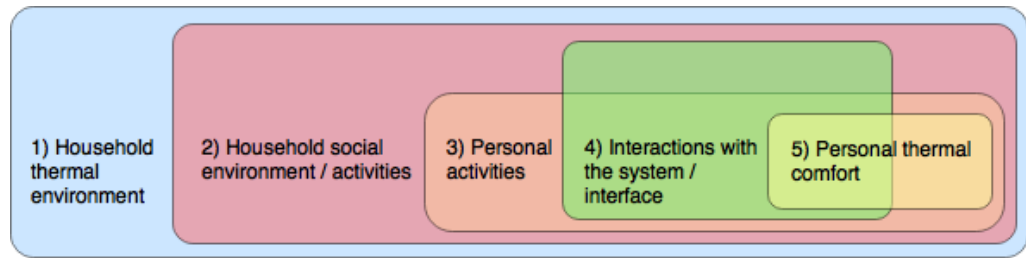 1) Household
thermal
environment
2) Household social
environment / activities
3) Personal
activities
4) Interactions with
the system /
interface
5) Personal thermal
comfort